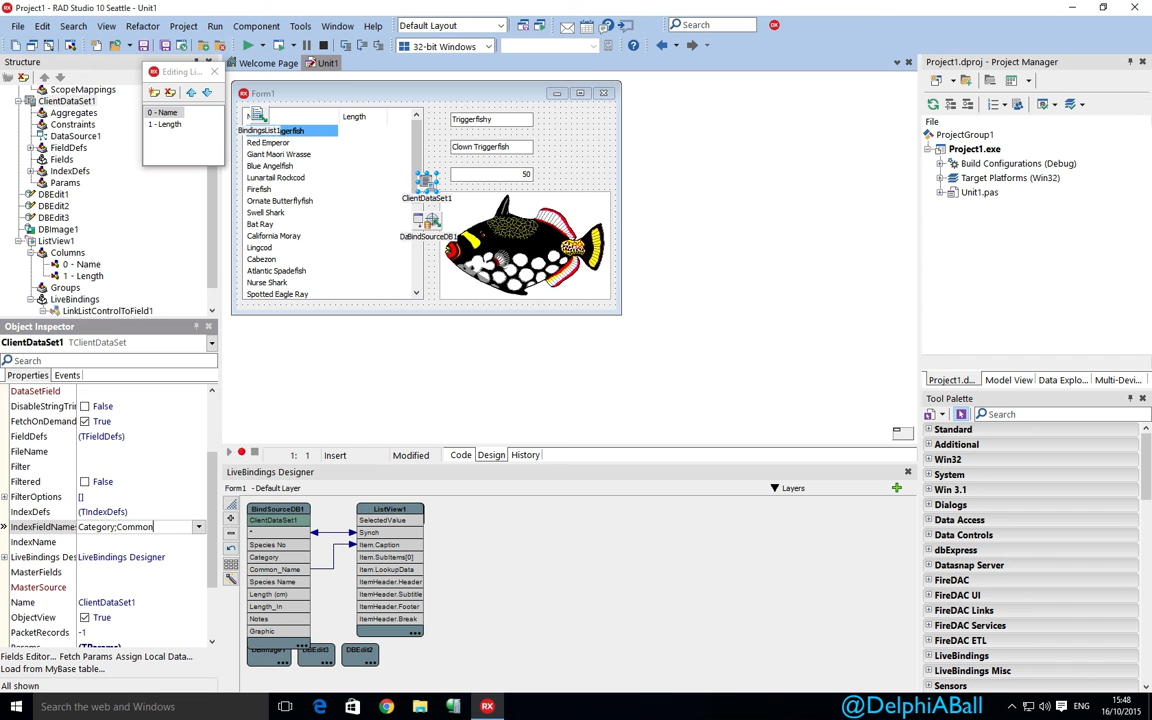 Project1 - RAD Studio 10 Seattle - Unit1
File Edit Search View Refactor Project Run Component Tools Window Help Default Layout Search
32-bit Windows
Structure
Welcome Page Unit1
ScopeMappings
ClientDataSet1
Aggregates
Constraints
DataSource1
FieldDefs
Fields
IndexDefs
Params
DBEdit1
DBEdit2
DBEdit3
DBImage1
ListView1
Columns
0 - Name
1 - Length
Groups
LiveBindings
LinkListControlToField1
Editing Li...
0 - Name
1 - Length
Form1
Length
BindingsList1
Red Emperor
Giant Maori Wrasse
Blue Angelfish
Lunartail Rockcod
Firefish
Ornate Butterflyfish
Swell Shark
Bat Ray
California Moray
Lingcod
Cabezon
Atlantic Spadefish
Nurse Shark
Spotted Eagle Ray
Triggerfishy
Clown Triggerfish
50
ClientDataSet1
Object Inspector
ClientDataSet1 TClientDataSet
Search
Properties Events
DataSetField
DisableStringTri False
FetchOnDemand True
FieldDefs (TFieldDefs)
FileName
Filter
Filtered False
FilterOptions []
IndexDefs (TIndexDefs)
IndexFieldNames Category;Common
IndexName
LiveBindings Des LiveBindings Designer
MasterFields
MasterSource
Name ClientDataSet1
ObjectView True
PacketRecords -1
Params (TParams)
Fields Editor... Fetch Params Assign Local Data...
Load from MyBase table...
All shown
1: 1 Insert Modified Code Design History
LiveBindings Designer
Form1 - Default Layer Layers
BindSourceDB1
ClientDataSet1
*
Species No
Category
Common_Name
Species Name
Length (cm)
Length_In
Notes
Graphic
ListView1
SelectedValue
Synch
Item.Caption
Item.SubItems[0]
Item.LookupData
ItemHeader.Header
ItemHeader.Subtitle
ItemHeader.Footer
ItemHeader.Break
DBImage1 DBEdit3 DBEdit2
Project1.dproj - Project Manager
File
ProjectGroup1
Project1.exe
Build Configurations (Debug)
Target Platforms (Win32)
Unit1.pas
Project1.d... Model View Data Explo... Multi-Devi...
Tool Palette
Search
Standard
Additional
Win32
System
Win 3.1
Dialogs
Data Access
Data Controls
dbExpress
Datasnap Server
FireDAC
FireDAC UI
FireDAC Links
FireDAC Services
FireDAC ETL
LiveBindings
LiveBindings Misc
Sensors
Search the web and Windows
@DelphiABall
ENG
15:48
16/10/2015